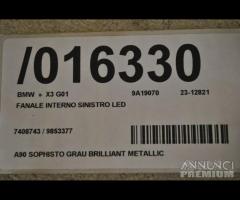 /016330
BMW » X3 G01 9A19070 23-12821
FANALE INTERNO SINISTRO LED
7408743 / 9853377
A90 SOPHISTO GRAU BRILLIANT METALLIC
ANNUNCI
PREMIUM